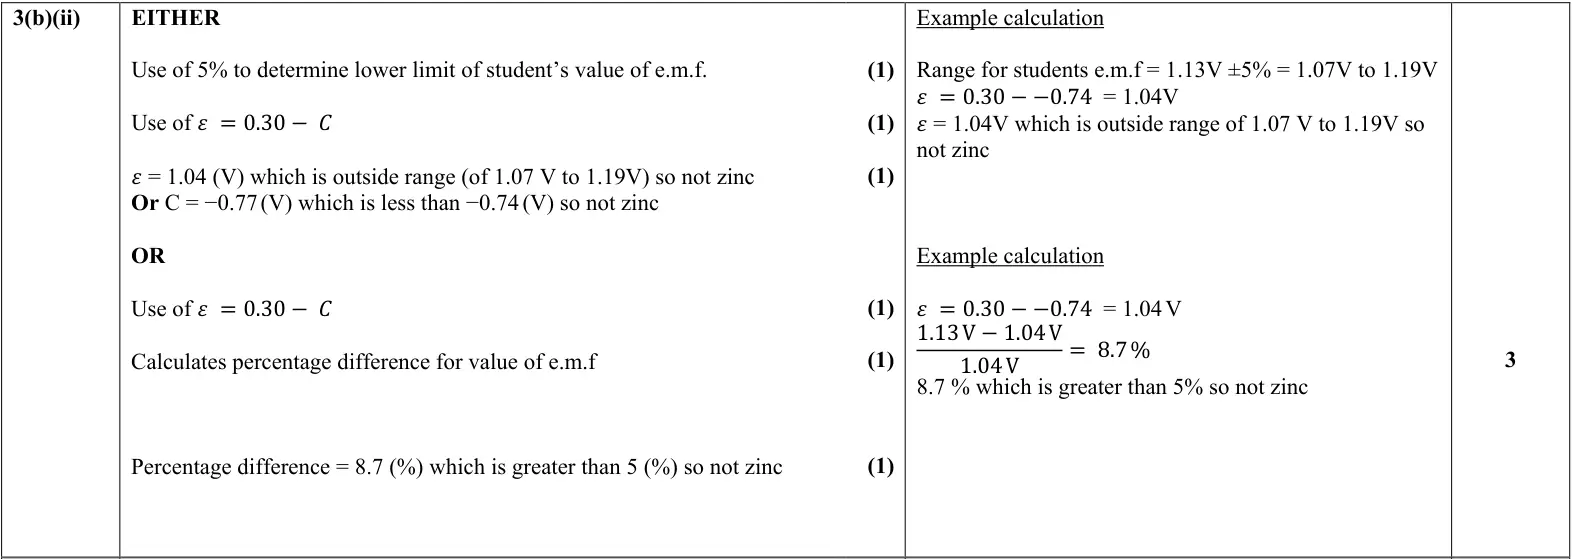 3(b)(ii)
EITHER
Use of 5% to determine lower limit of student’s value of e.m.f. (1)
Use of ε = 0.30 − C (1)
ε = 1.04 (V) which is outside range (of 1.07 V to 1.19V) so not zinc (1)
Or C = −0.77 (V) which is less than −0.74 (V) so not zinc
OR
Use of ε = 0.30 − C (1)
Calculates percentage difference for value of e.m.f (1)
Percentage difference = 8.7 (%) which is greater than 5 (%) so not zinc (1)
Example calculation
Range for students e.m.f = 1.13V ±5% = 1.07V to 1.19V
ε = 0.30 − −0.74 = 1.04V
ε = 1.04V which is outside range of 1.07 V to 1.19V so
not zinc
Example calculation
ε = 0.30 − −0.74 = 1.04 V
1.13 V − 1.04 V
= 8.7 %
1.04 V
8.7 % which is greater than 5% so not zinc
3